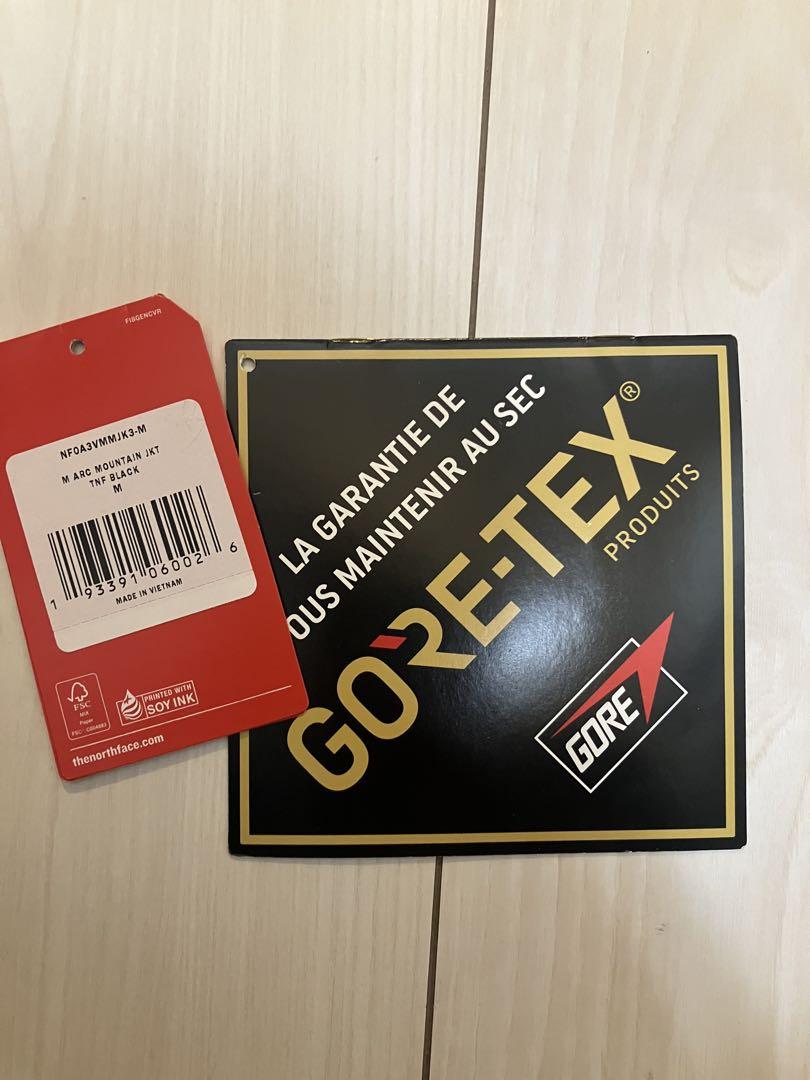 FI8GENCVR
NF0A3VMMJK3-M
M ARC MOUNTAIN JKT
TNF BLACK
M
1 93391 06002 6
MADE IN VIETNAM
FSC
MIX
Paper
PRINTED WITH
SOY INK
thenorthface.com
LA GARANTIE DE
OUS MAINTENIR AU SEC
GORE-TEX®
PRODUITS
GORE